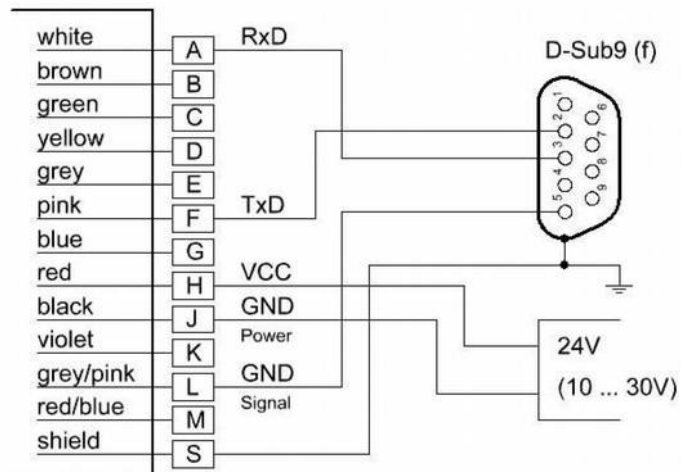 white A RxD
brown B
green C
yellow D
grey E
pink F TxD
blue G
red H VCC
black J GND
Power
violet K
grey/pink L GND
Signal
red/blue M
shield S
D-Sub9 (f)
1
2
3
4
5
6
7
8
9
24V
(10 ... 30V)